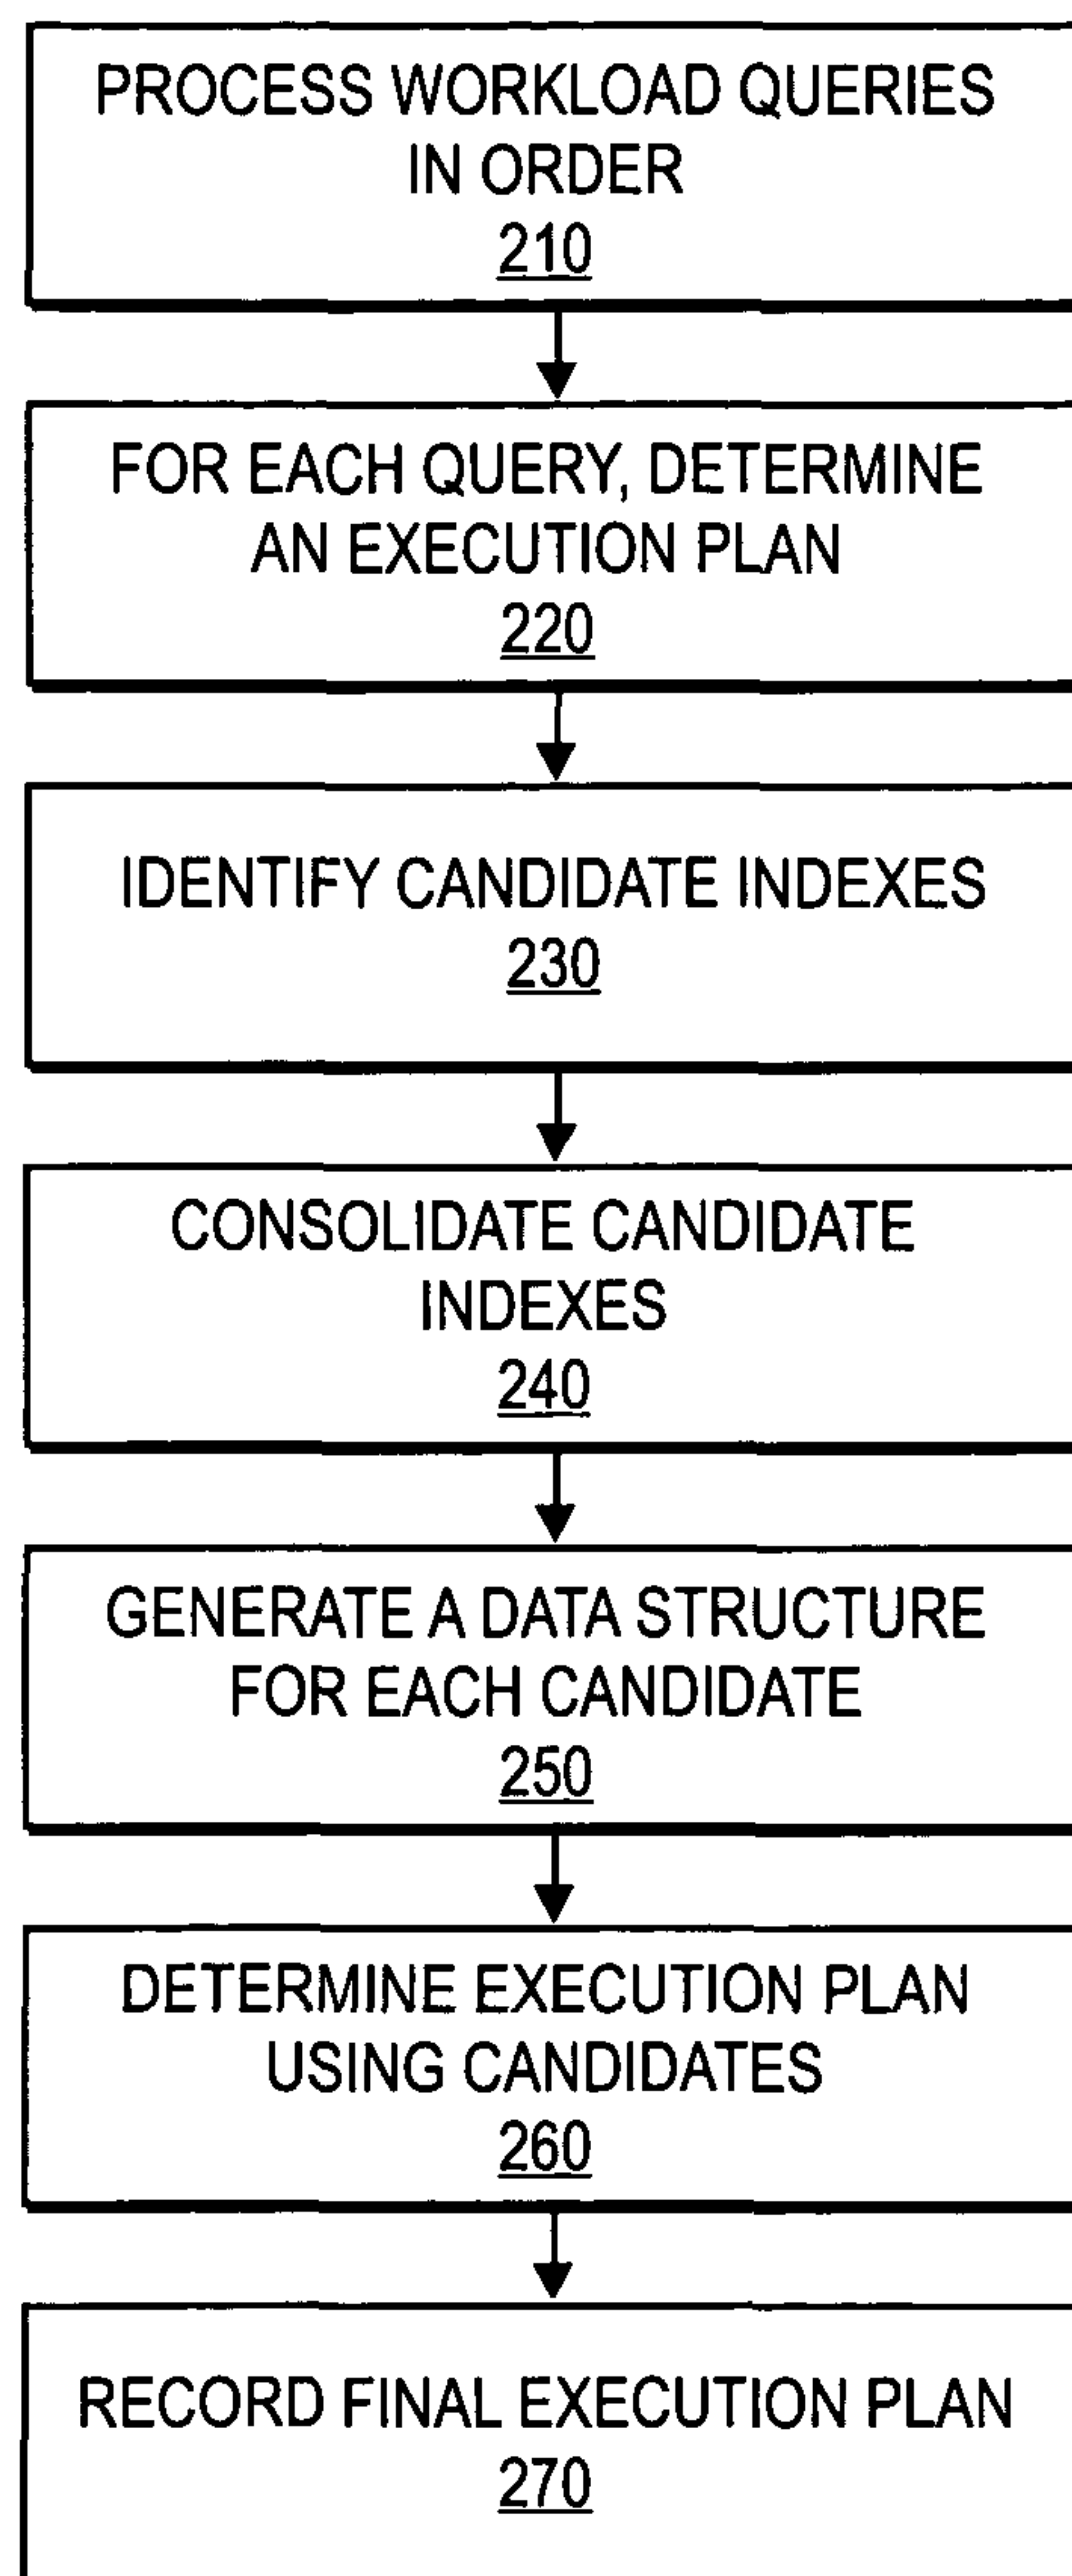 PROCESS WORKLOAD QUERIES
IN ORDER
210
FOR EACH QUERY, DETERMINE
AN EXECUTION PLAN
220
IDENTIFY CANDIDATE INDEXES
230
CONSOLIDATE CANDIDATE
INDEXES
240
GENERATE A DATA STRUCTURE
FOR EACH CANDIDATE
250
DETERMINE EXECUTION PLAN
USING CANDIDATES
260
RECORD FINAL EXECUTION PLAN
270